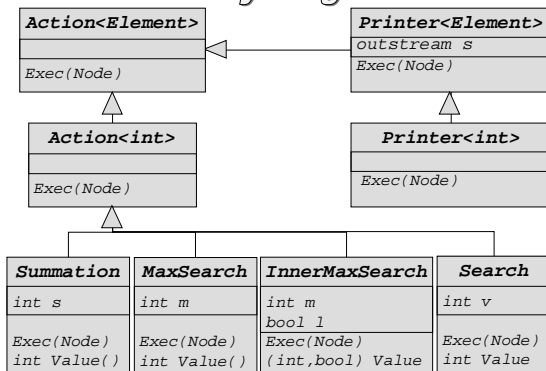 Action<Element>
Exec(Node)
Printer<Element>
outstream s
Exec(Node)
Action<int>
Exec(Node)
Printer<int>
Exec(Node)
Summation
int s
Exec(Node)
int Value()
MaxSearch
int m
Exec(Node)
int Value()
InnerMaxSearch
int m
bool l
Exec(Node)
(int,bool) Value
Search
int v
Exec(Node)
int Value